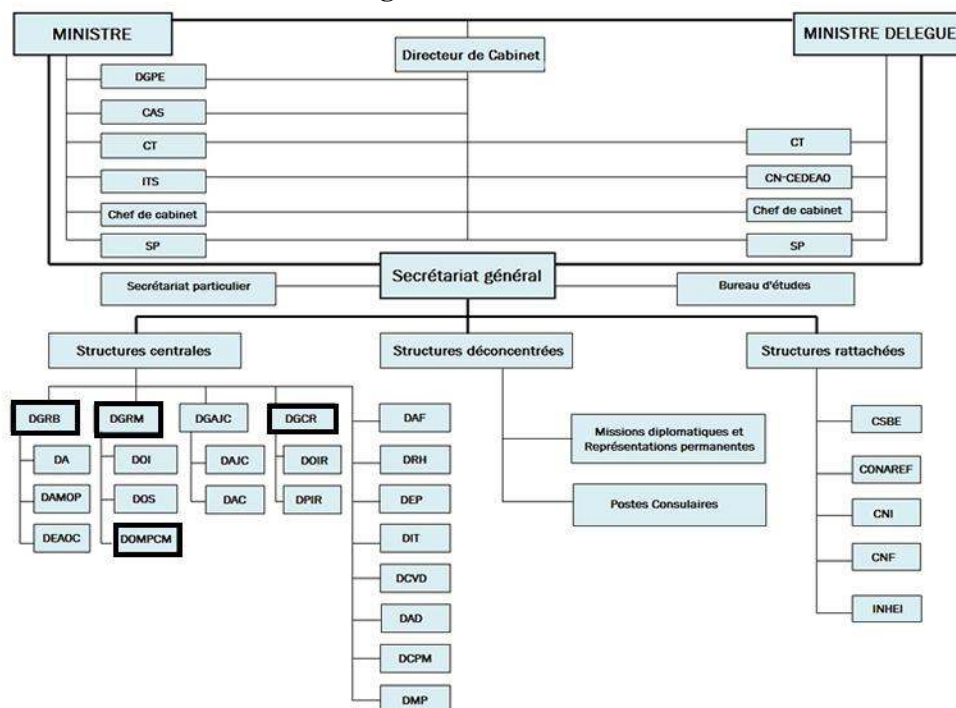 MINISTRE
MINISTRE DELEGUE
Directeur de Cabinet
DGPE
CAS
CT
CT
ITS
CN-CEDEAO
Chef de cabinet
Chef de cabinet
SP
SP
Secrétariat général
Secrétariat particulier
Bureau d'études
Structures centrales
Structures déconcentrées
Structures rattachées
DGRB
DGRM
DGAJC
DGCR
DA
DAMOP
DEAOC
DOI
DOS
DOMPCM
DAJC
DAC
DOIR
DPIR
DAF
DRH
DEP
DIT
DCVD
DAD
DCPM
DMP
Missions diplomatiques et
Représentations permanentes
Postes Consulaires
CSBE
CONAREF
CNI
CNF
INHEI